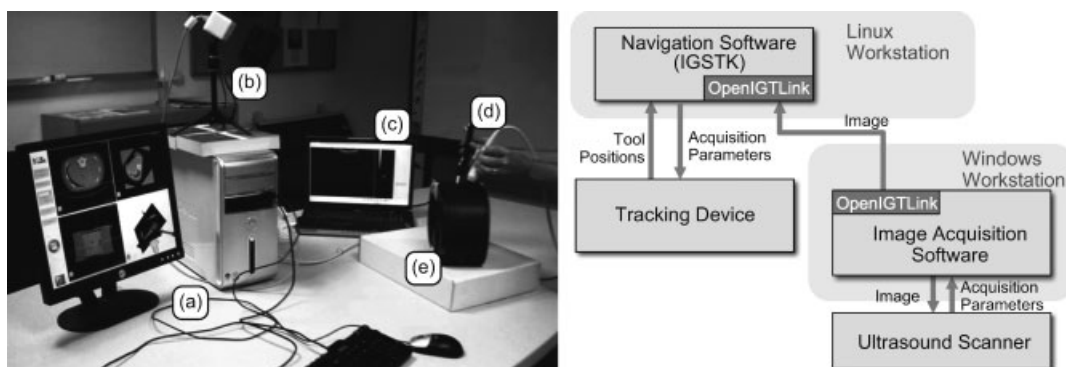 (a)
(b)
(c)
(d)
(e)
Linux
Workstation
Navigation Software
(IGSTK)
OpenIGTLink
Tool
Positions
Acquisition
Parameters
Image
Tracking Device
Windows
Workstation
OpenIGTLink
Image Acquisition
Software
Image
Acquisition
Parameters
Ultrasound Scanner